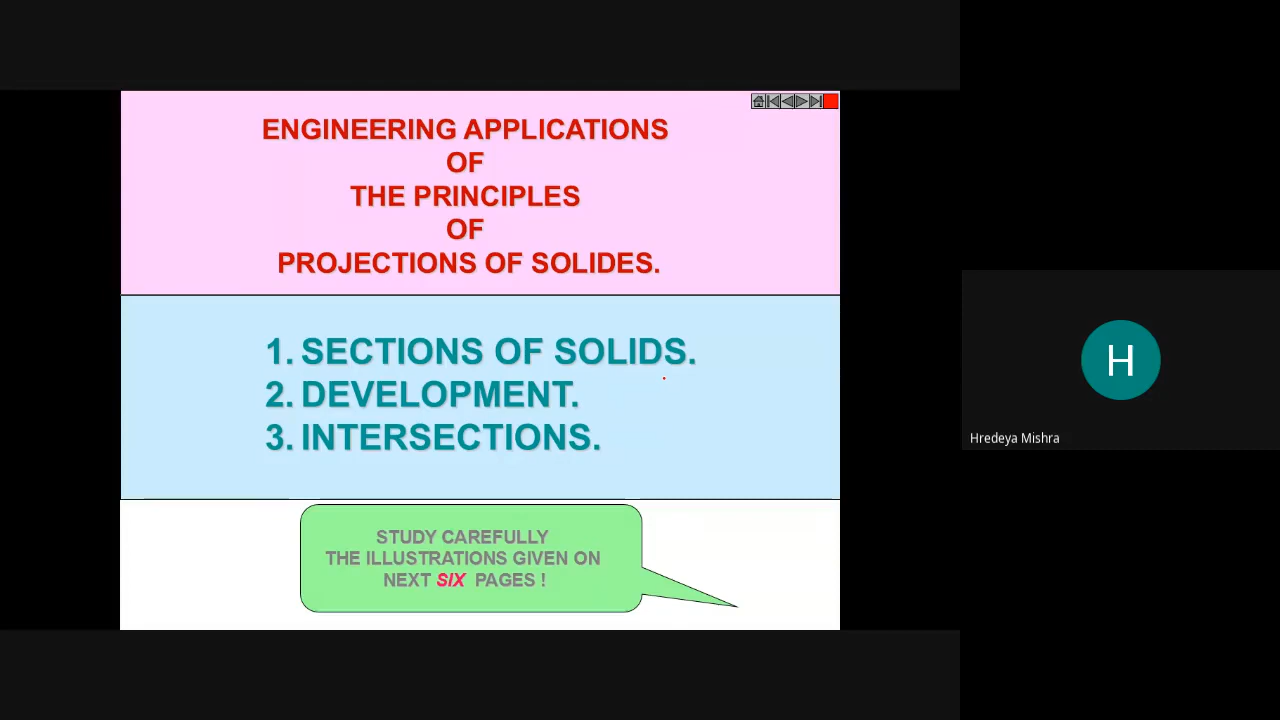 ENGINEERING APPLICATIONS
OF
THE PRINCIPLES
OF
PROJECTIONS OF SOLIDES.
1. SECTIONS OF SOLIDS.
2. DEVELOPMENT.
3. INTERSECTIONS.
STUDY CAREFULLY
THE ILLUSTRATIONS GIVEN ON
NEXT SIX PAGES !
H
Hredeya Mishra